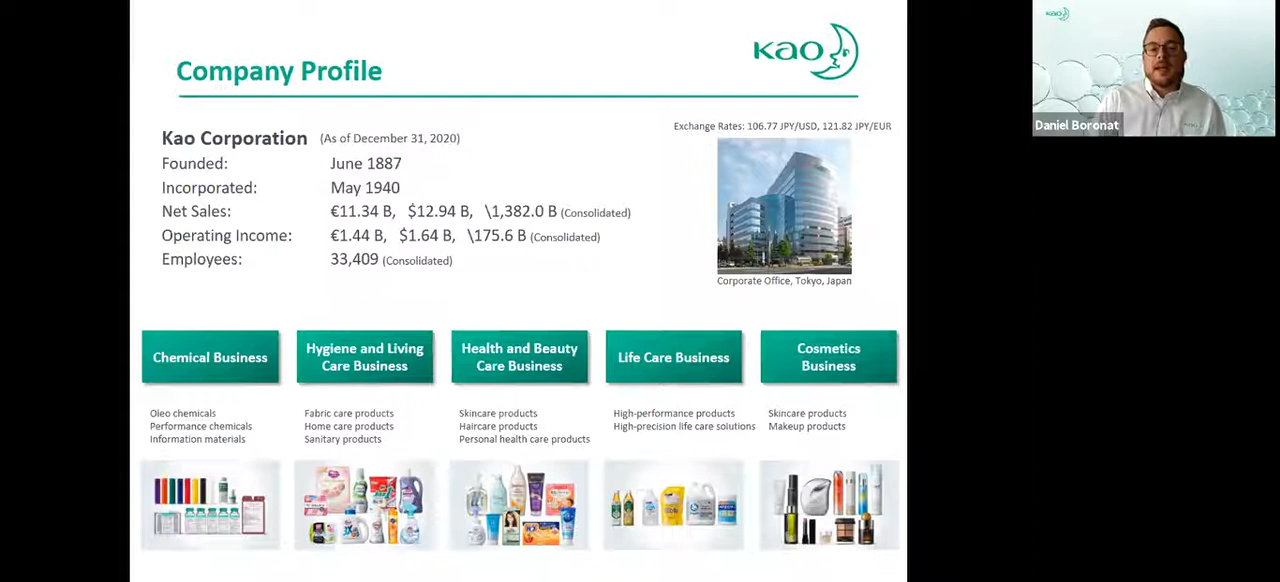 Company Profile
Kao
Kao Corporation (As of December 31, 2020)
Exchange Rates: 106.77 JPY/USD, 121.82 JPY/EUR
Founded: June 1887
Incorporated: May 1940
Net Sales: €11.34 B, $12.94 B, \1,382.0 B (Consolidated)
Operating Income: €1.44 B, $1.64 B, \175.6 B (Consolidated)
Employees: 33,409 (Consolidated)
Corporate Office, Tokyo, Japan
Chemical Business
Oleo chemicals
Performance chemicals
Information materials
Hygiene and Living
Care Business
Fabric care products
Home care products
Sanitary products
Health and Beauty
Care Business
Skincare products
Haircare products
Personal health care products
Life Care Business
High-performance products
High-precision life care solutions
Cosmetics
Business
Skincare products
Makeup products
Kao
Daniel Boronat